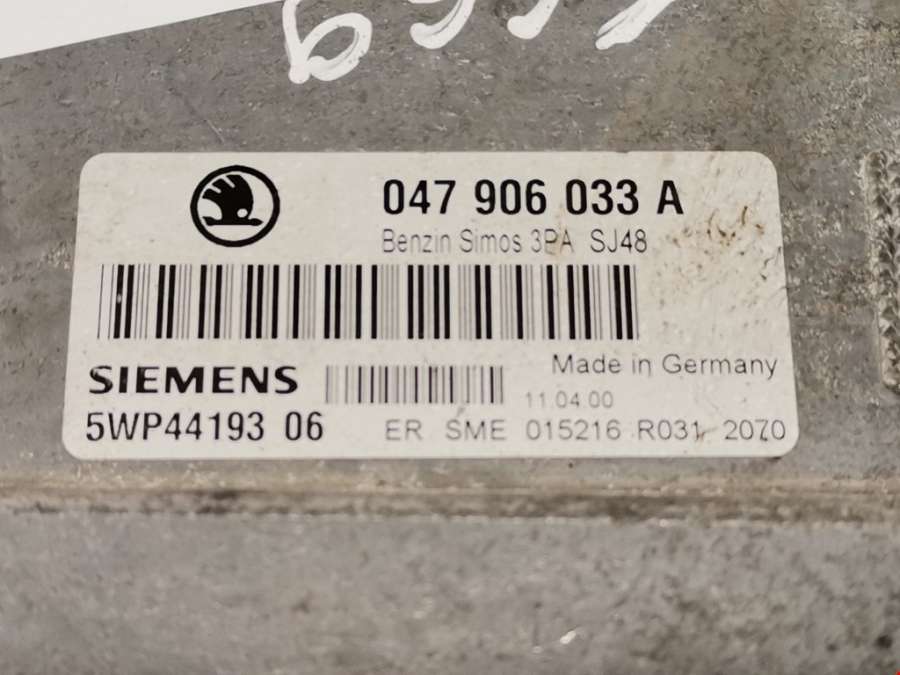 047 906 033 A
Benzin Simos 3PA SJ48
SIEMENS
Made in Germany
11.04.00
5WP44193 06
ER SME 015216 R031 2070